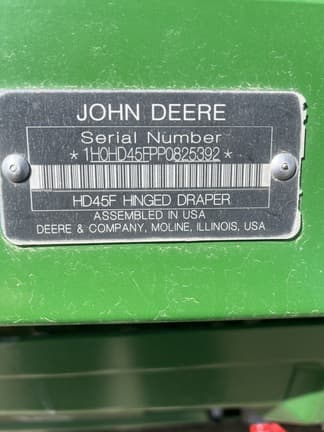 JOHN DEERE
Serial Number
*1H0HD45FPP0825392*
HD45F HINGED DRAPER
ASSEMBLED IN USA
DEERE & COMPANY, MOLINE, ILLINOIS, USA